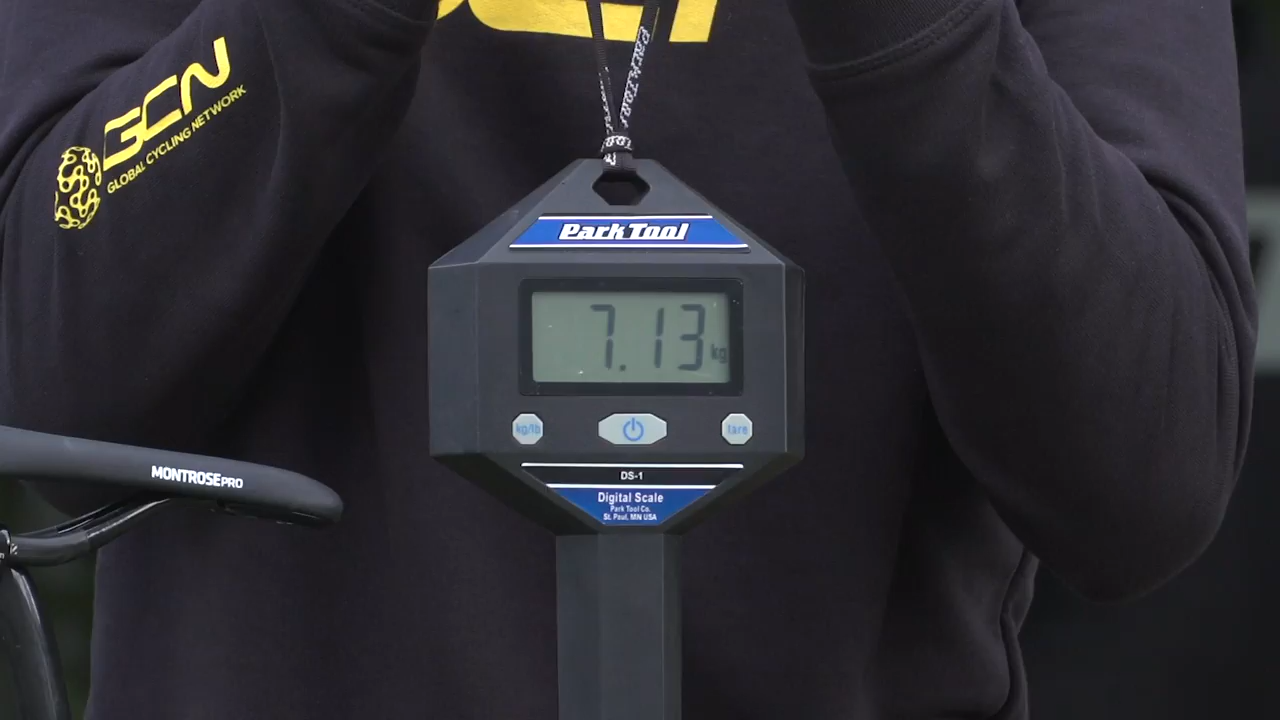 GCN
GLOBAL CYCLING NETWORK
Park Tool
7.13 kg
kg/lb
tare
MONTROSE PRO
DS-1
Digital Scale
Park Tool Co.
St. Paul, MN USA